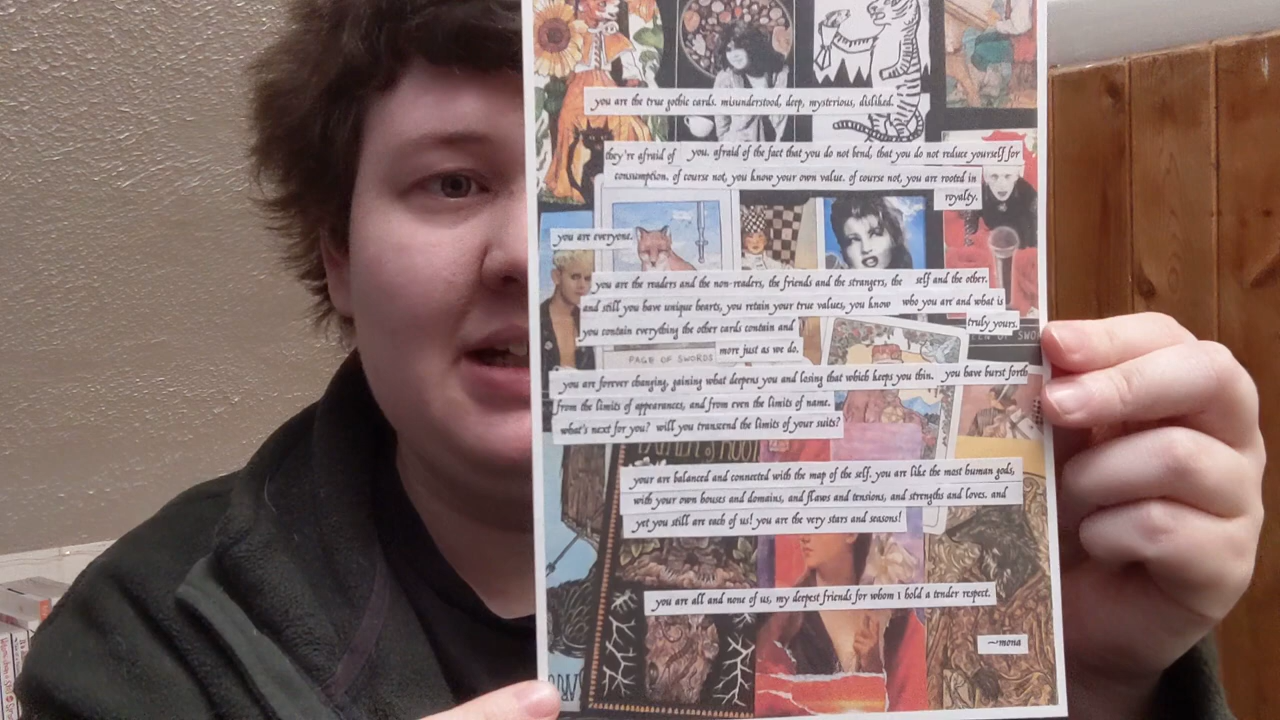 you are the true gothic cards. misunderstood, deep, mysterious, disliked.
they're afraid of you. afraid of the fact that you do not bend, that you do not reduce yourself for
consumption. of course not, you know your own value. of course not, you are rooted in
royalty.
you are everyone.
you are the readers and the non-readers, the friends and the strangers, the self and the other.
and still you have unique hearts, you retain your true values, you know who you are and what is
truly yours.
you contain everything the other cards contain and
more just as we do.
PAGE OF SWORDS
you are forever changing, gaining what deepens you and losing that which keeps you thin. you have burst forth
from the limits of appearances, and from even the limits of name.
what's next for you? will you transcend the limits of your suits?
your are balanced and connected with the map of the self. you are like the most human gods,
with your own houses and domains, and flaws and tensions, and strengths and loves. and
yet you still are each of us! you are the very stars and seasons!
you are all and none of us, my deepest friends for whom I hold a tender respect.
~mona